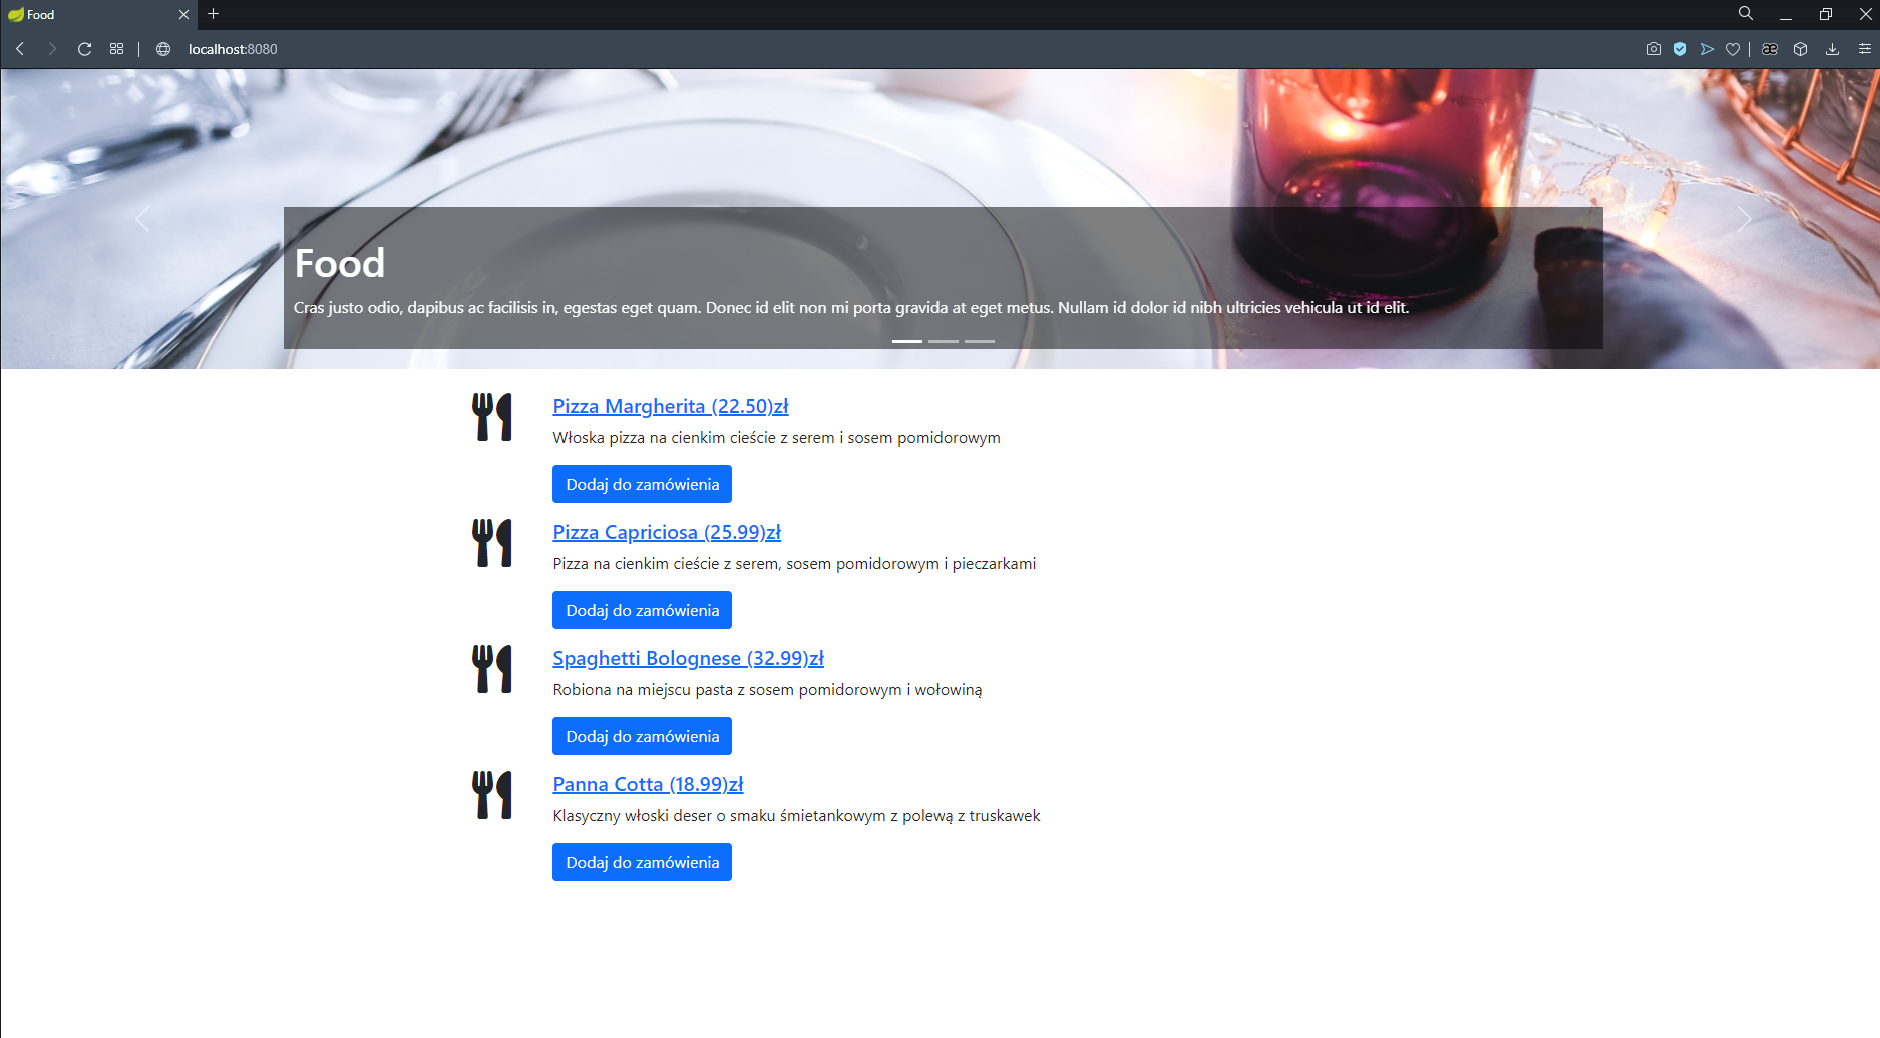 Food
localhost:8080
Food
Cras justo odio, dapibus ac facilisis in, egestas eget quam. Donec id elit non mi porta gravida at eget metus. Nullam id dolor id nibh ultricies vehicula ut id elit.
Pizza Margherita (22.50)zł
Włoska pizza na cienkim cieście z serem i sosem pomidorowym
Dodaj do zamówienia
Pizza Capriciosa (25.99)zł
Pizza na cienkim cieście z serem, sosem pomidorowym i pieczarkami
Dodaj do zamówienia
Spaghetti Bolognese (32.99)zł
Robiona na miejscu pasta z sosem pomidorowym i wołowiną
Dodaj do zamówienia
Panna Cotta (18.99)zł
Klasyczny włoski deser o smaku śmietankowym z polewą z truskawek
Dodaj do zamówienia